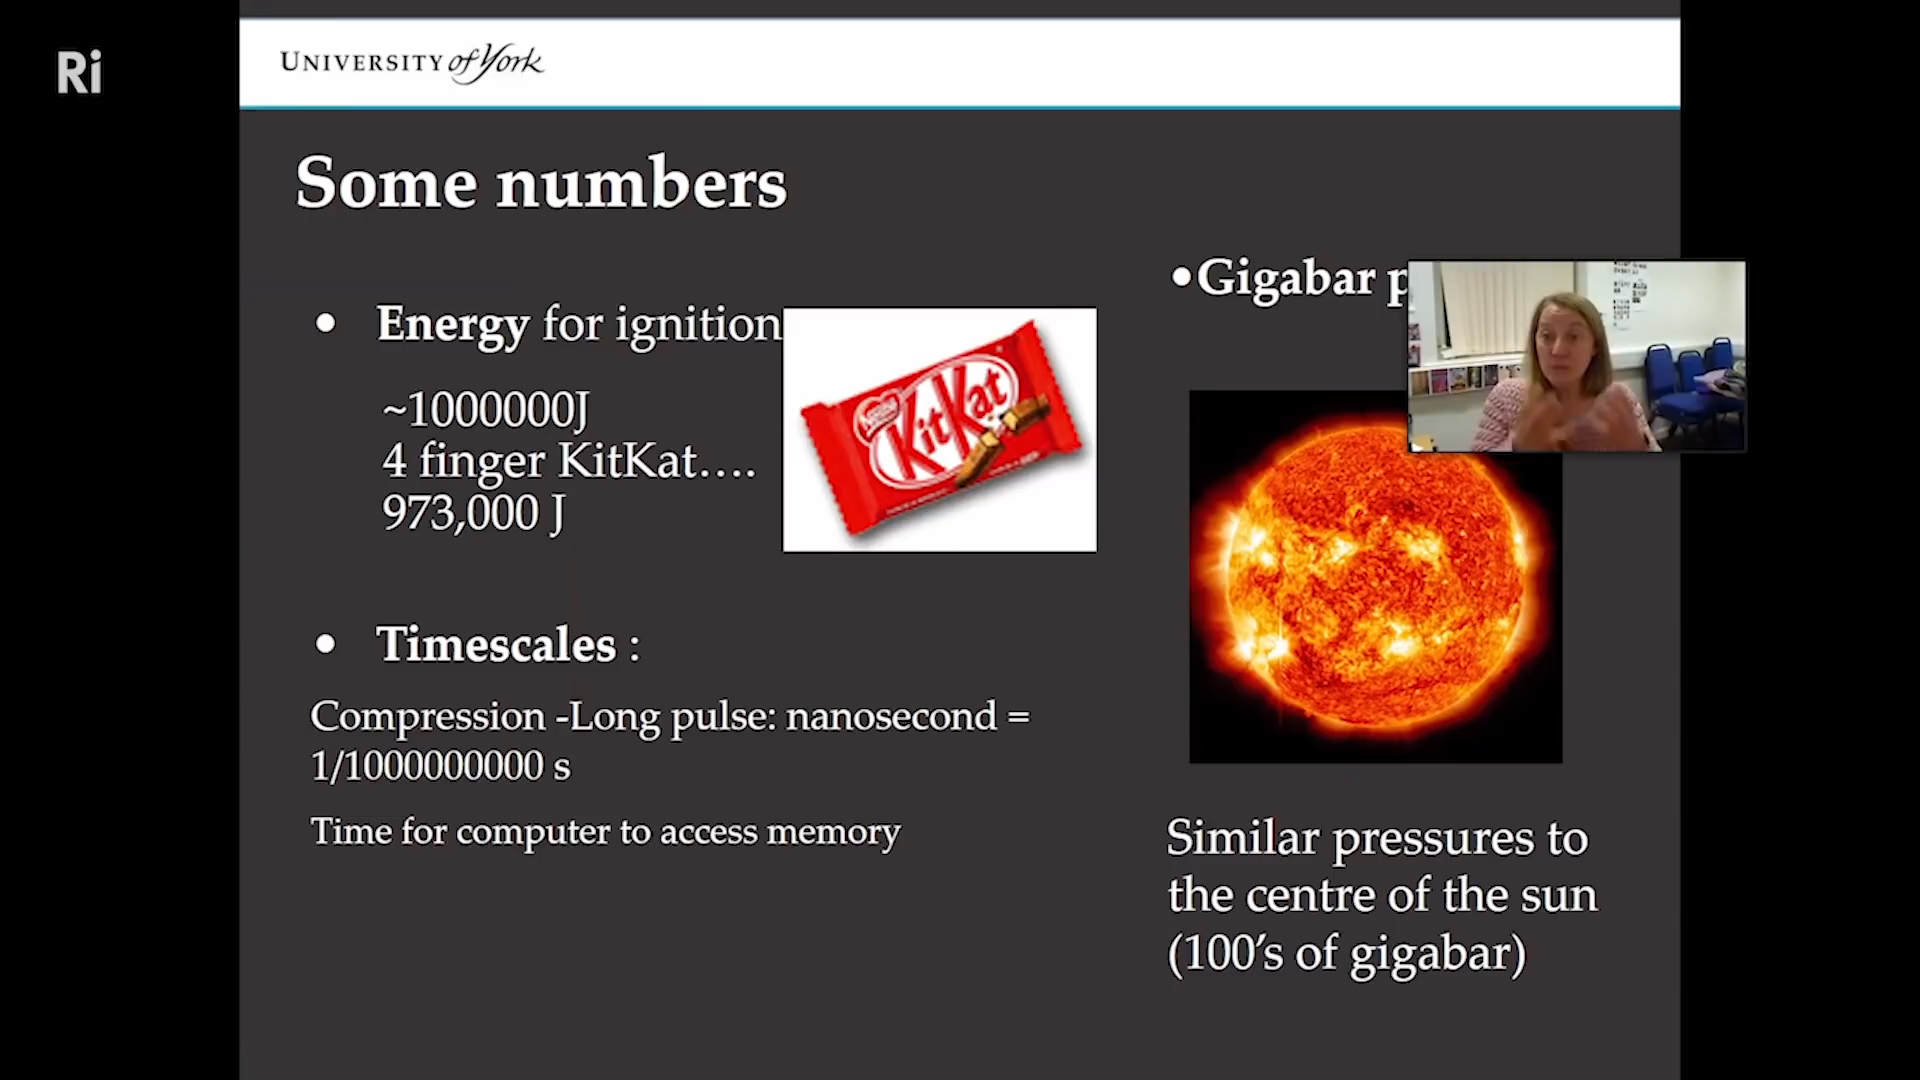 Ri
UNIVERSITY of York
Some numbers
• Energy for ignition
~1000000J
4 finger KitKat....
973,000 J
Nestle
KitKat
• Timescales :
Compression -Long pulse: nanosecond =
1/1000000000 s
Time for computer to access memory
•Gigabar
Similar pressures to
the centre of the sun
(100’s of gigabar)